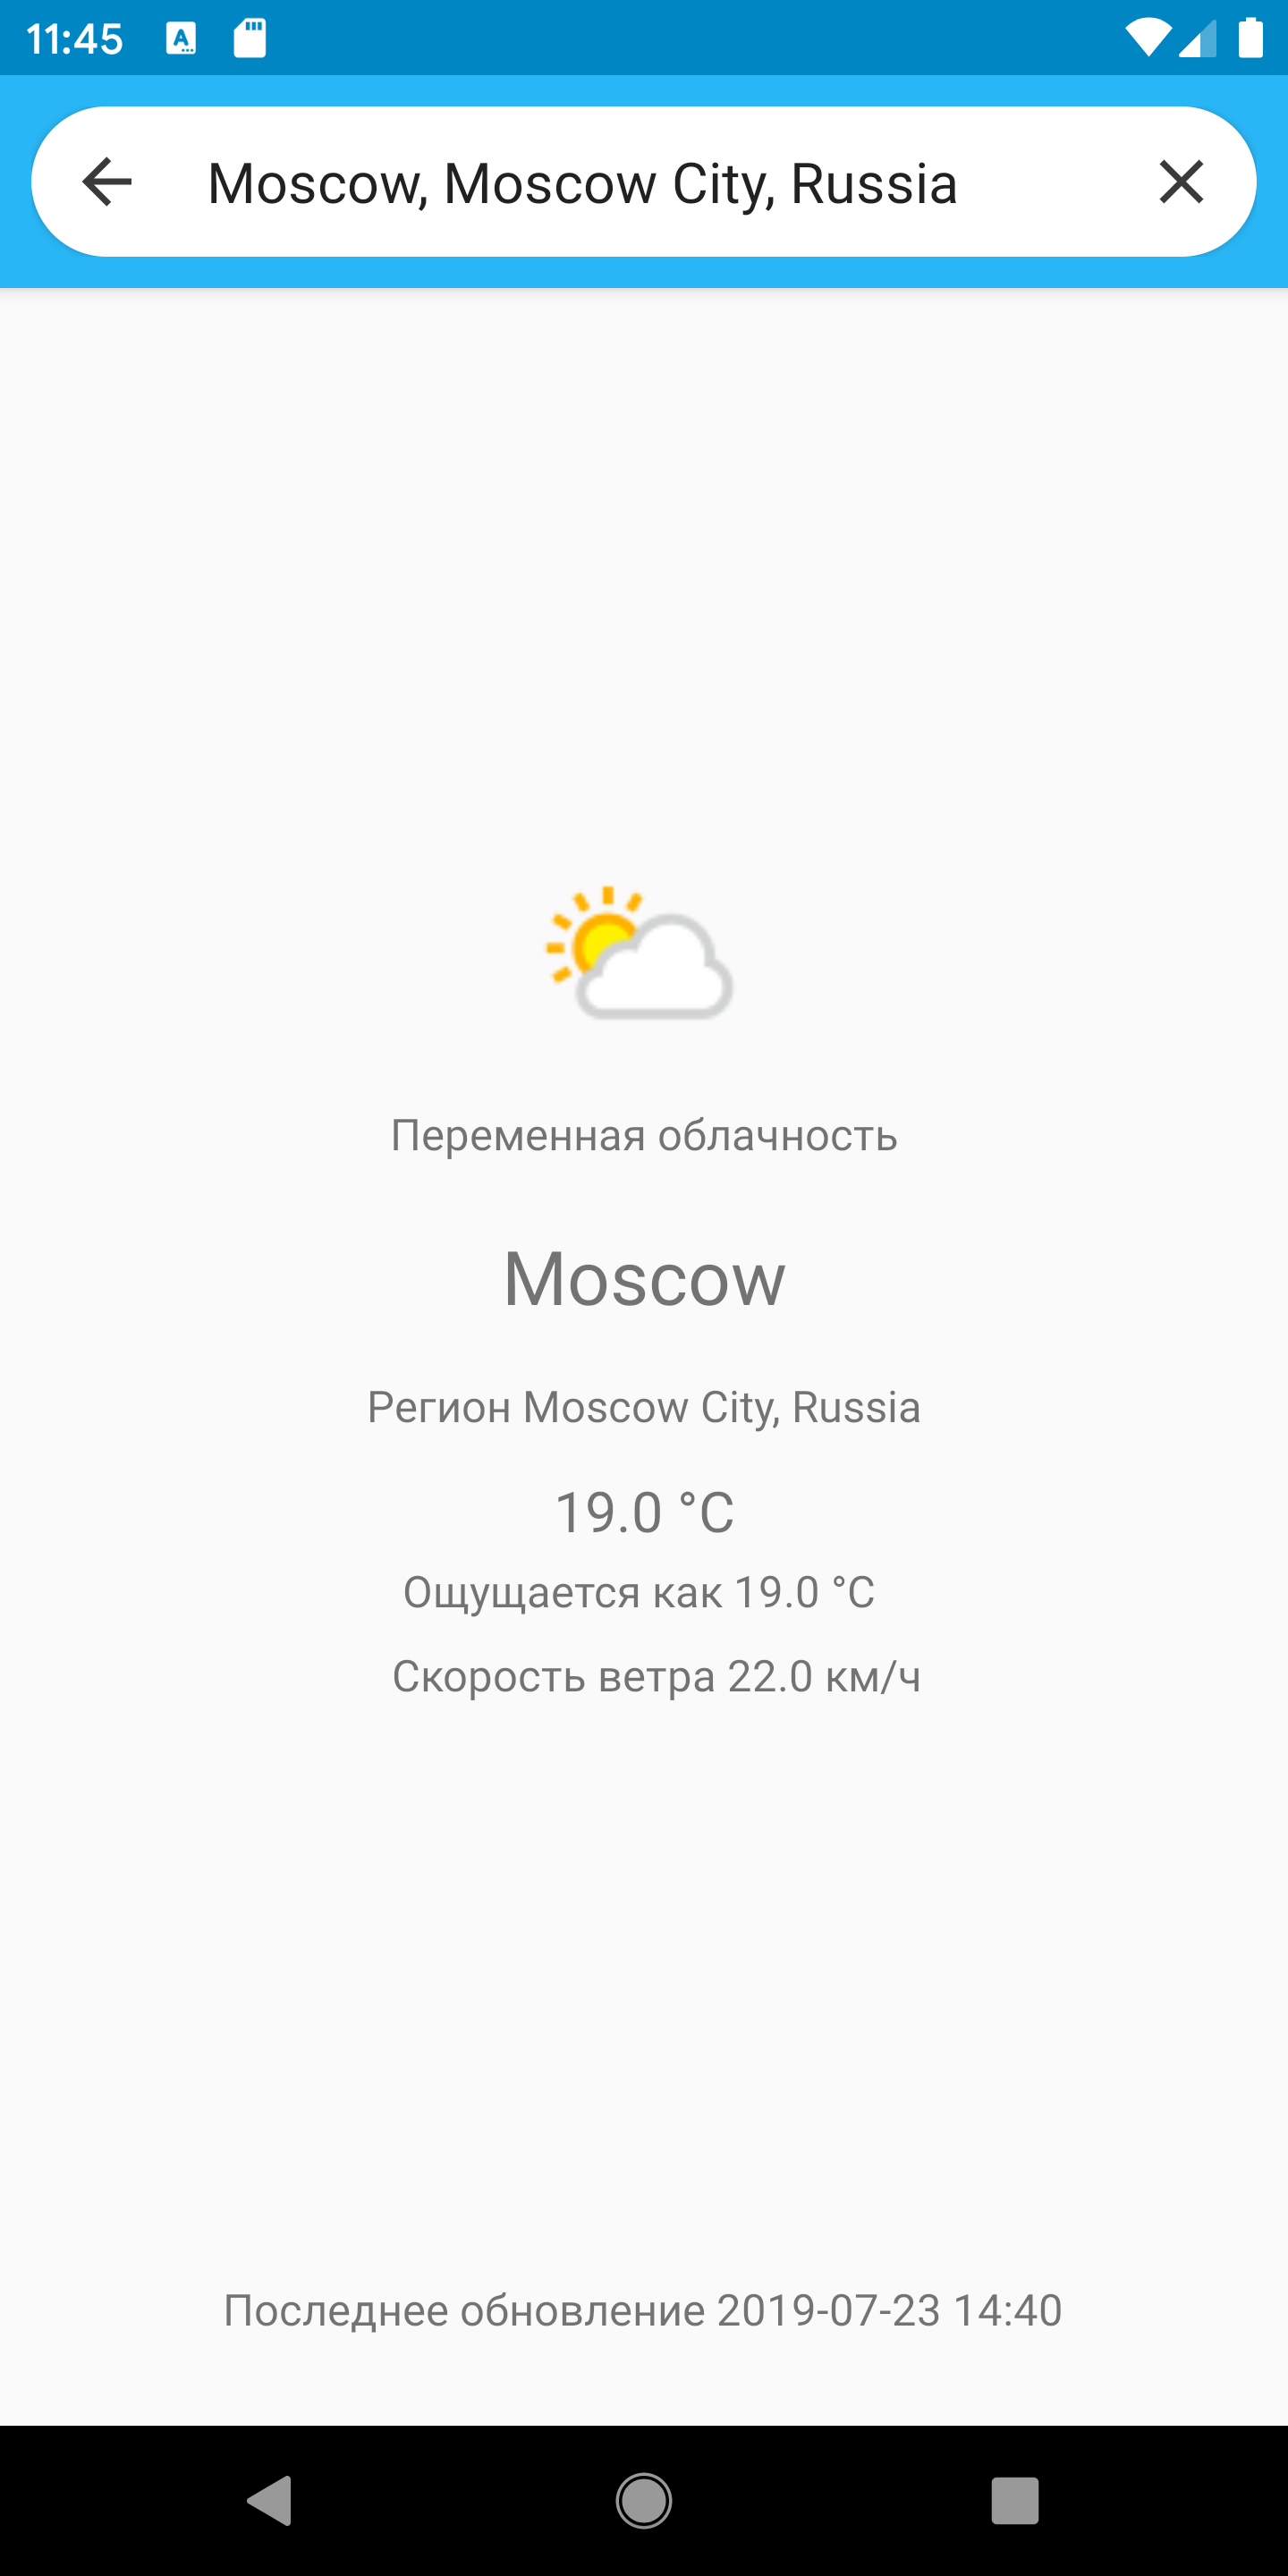 11:45
Moscow, Moscow City, Russia
Переменная облачность
Moscow
Регион Moscow City, Russia
19.0 °C
Ощущается как 19.0 °C
Скорость ветра 22.0 км/ч
Последнее обновление 2019-07-23 14:40